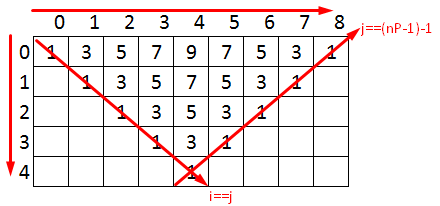 0 1 2 3 4 5 6 7 8
j==(nP-1)-1
0 1 3 5 7 9 7 5 3 1
1 1 3 5 7 5 3 1
2 1 3 5 3 1
3 1 3 1
4 1
i==j